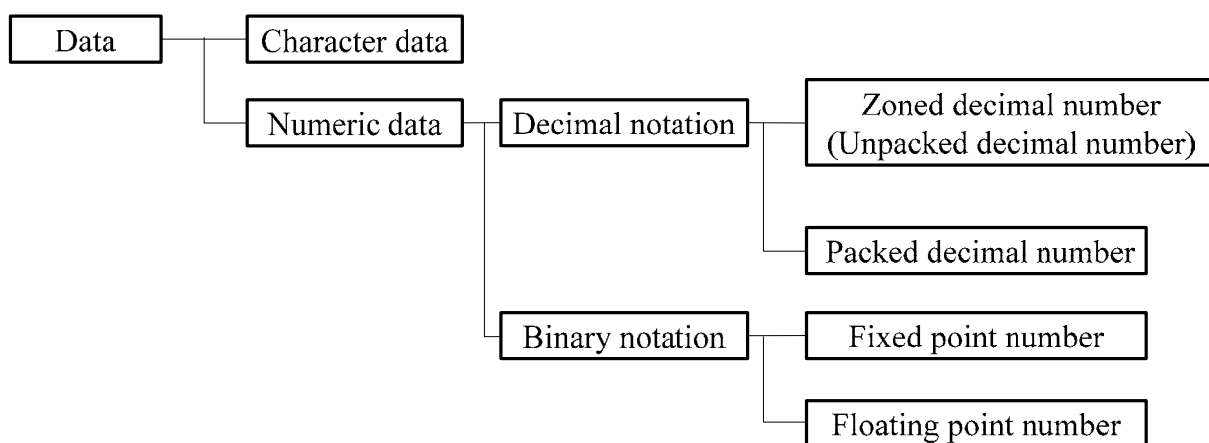 Data
Character data
Numeric data
Decimal notation
Zoned decimal number
(Unpacked decimal number)
Packed decimal number
Binary notation
Fixed point number
Floating point number